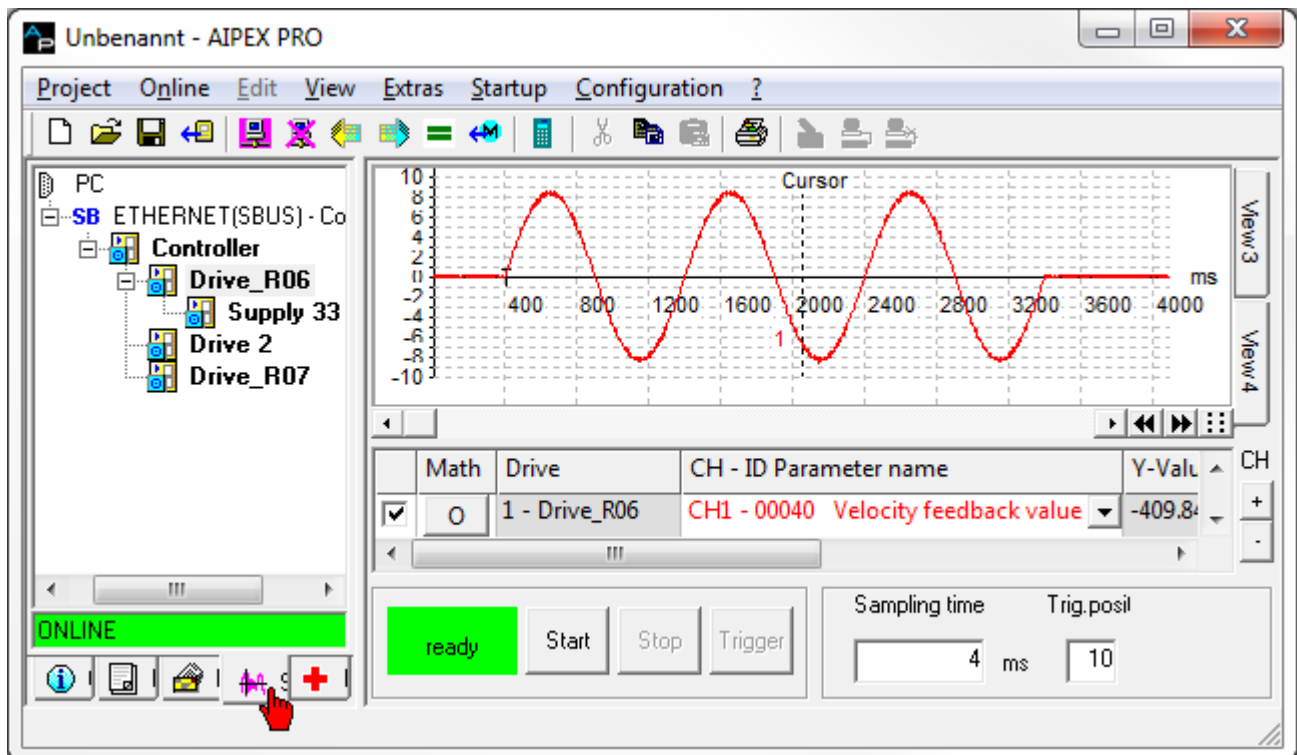 Unbenannt - AIPEX PRO
Project Online Edit View Extras Startup Configuration ?
PC
SB ETHERNET(SBUS) - Co
Controller
Drive_R06
Supply 33
Drive 2
Drive_R07
ONLINE
10
8
6
4
2
0
-2
-4
-6
-8
-10
Cursor
ms
400 800 1200 1600 2000 2400 2800 3200 3600 4000
1
T
View3
View4
Math Drive CH - ID Parameter name Y-Valu CH
O 1 - Drive_R06 CH1 - 00040 Velocity feedback value -409.84 +
-
ready Start Stop Trigger
Sampling time Trig.posit
4 ms 10